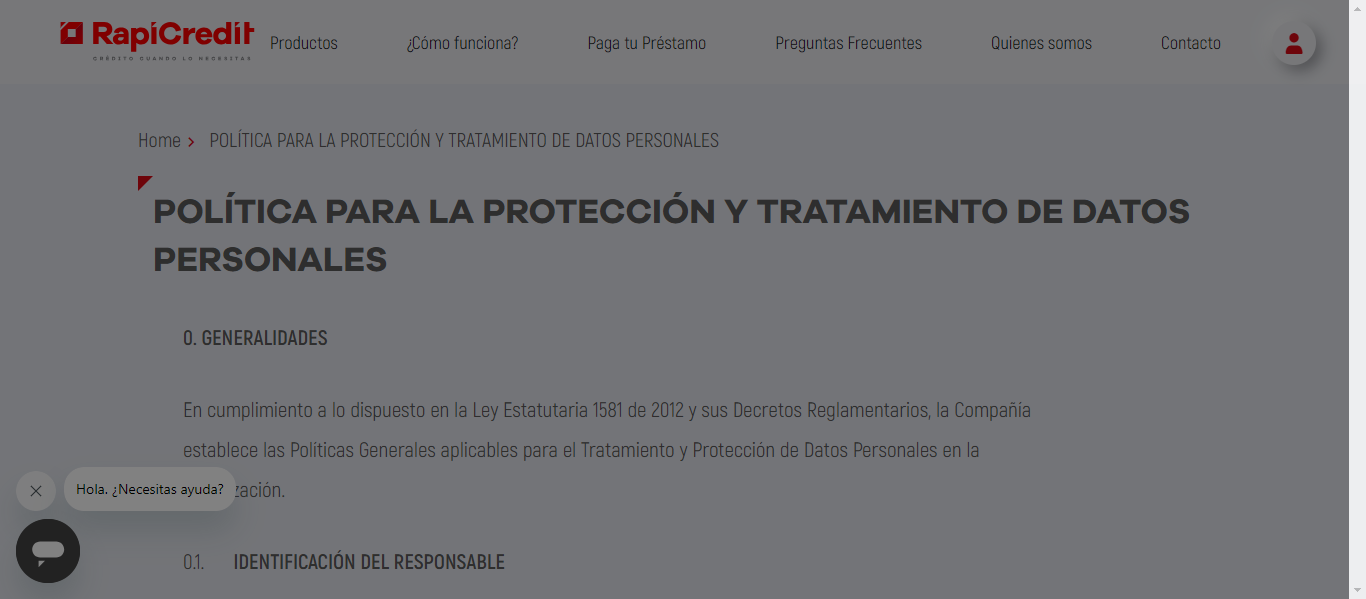 RapiCredit
CRÉDITO CUANDO LO NECESITAS
Productos
¿Cómo funciona?
Paga tu Préstamo
Preguntas Frecuentes
Quienes somos
Contacto
Home > POLÍTICA PARA LA PROTECCIÓN Y TRATAMIENTO DE DATOS PERSONALES
POLÍTICA PARA LA PROTECCIÓN Y TRATAMIENTO DE DATOS
PERSONALES
0. GENERALIDADES
En cumplimiento a lo dispuesto en la Ley Estatutaria 1581 de 2012 y sus Decretos Reglamentarios, la Compañía
establece las Políticas Generales aplicables para el Tratamiento y Protección de Datos Personales en la
zación.
Hola. ¿Necesitas ayuda?
0.1. IDENTIFICACIÓN DEL RESPONSABLE